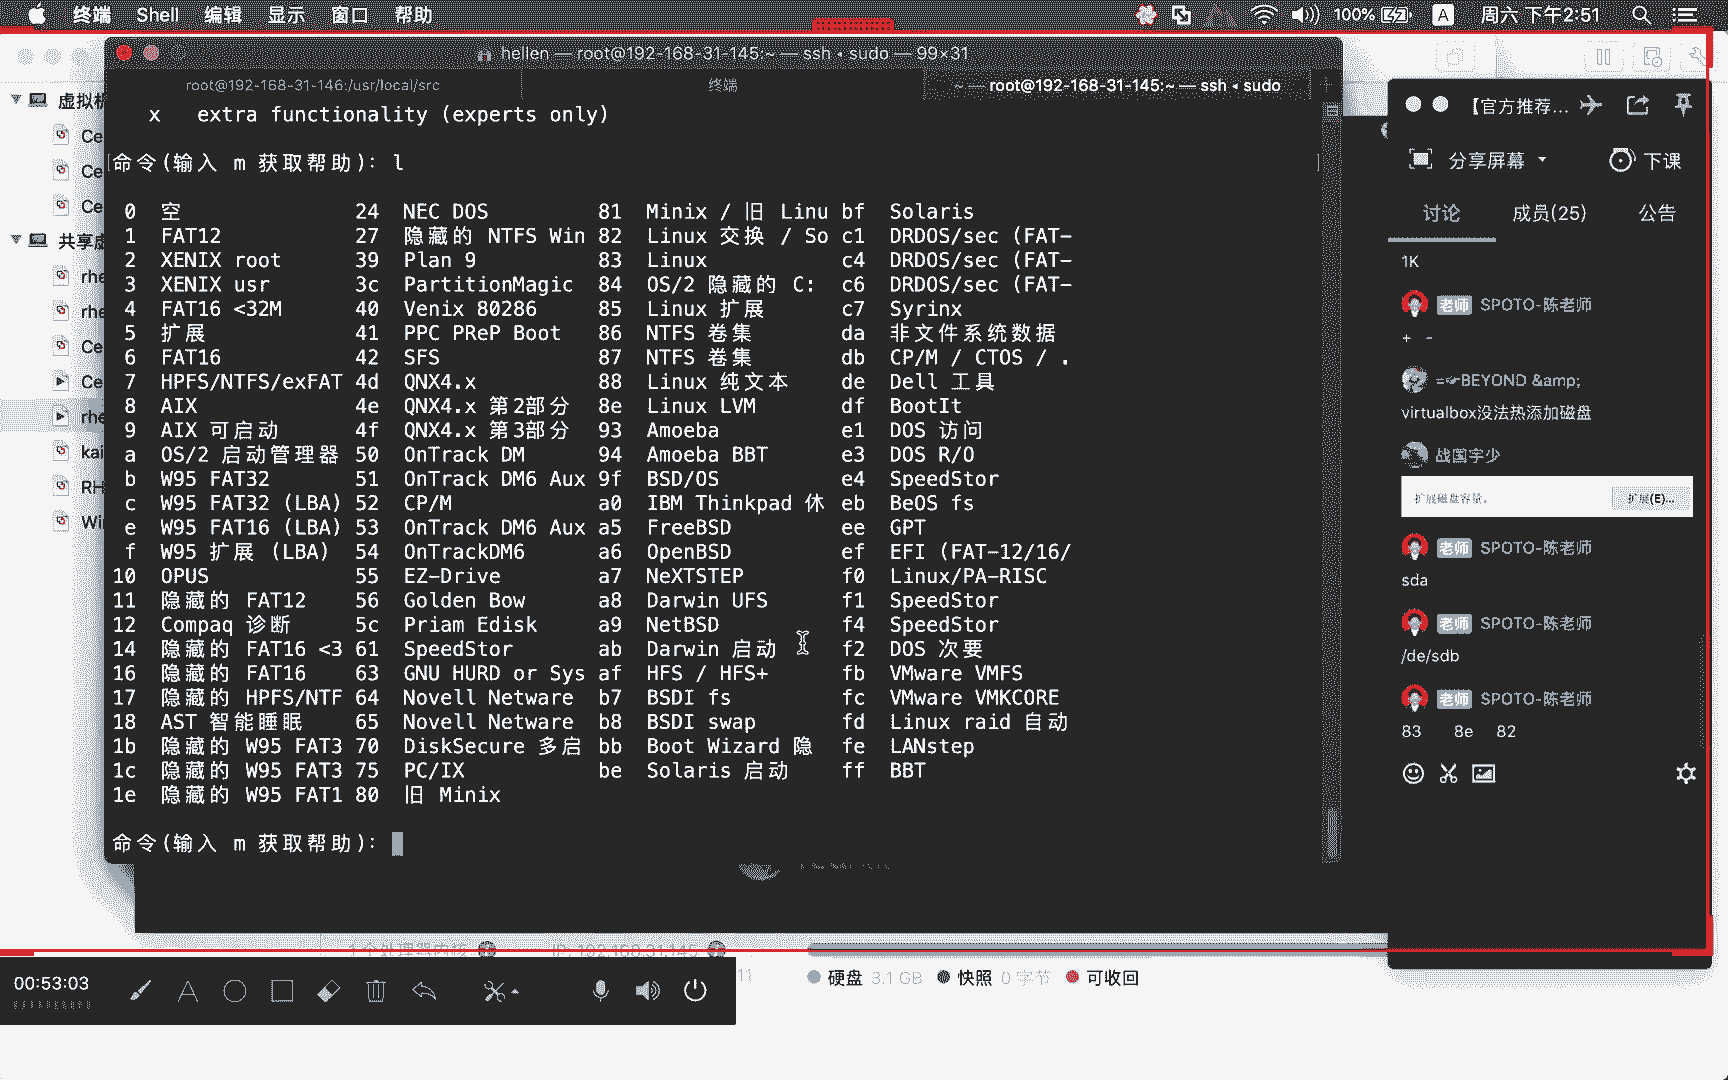 终端 Shell 编辑 显示 窗口 帮助 100% A 周六 下午2:51
hellen — root@192-168-31-145:~ — ssh ◂ sudo — 99×31
root@192-168-31-146:/usr/local/src 终端 ~ — root@192-168-31-145:~ — ssh ◂ sudo
虚拟机
Ce
Ce
Ce
共享虚
rhe
rhe
Ce
Ce
rhe
kai
RH
Wi
x extra functionality (experts only)
命令(输入 m 获取帮助): l
0 空 24 NEC DOS 81 Minix / 旧 Linu bf Solaris
1 FAT12 27 隐藏的 NTFS Win 82 Linux 交换 / So c1 DRDOS/sec (FAT-
2 XENIX root 39 Plan 9 83 Linux c4 DRDOS/sec (FAT-
3 XENIX usr 3c PartitionMagic 84 OS/2 隐藏的 C: c6 DRDOS/sec (FAT-
4 FAT16 <32M 40 Venix 80286 85 Linux 扩展 c7 Syrinx
5 扩展 41 PPC PReP Boot 86 NTFS 卷集 da 非文件系统数据
6 FAT16 42 SFS 87 NTFS 卷集 db CP/M / CTOS / .
7 HPFS/NTFS/exFAT 4d QNX4.x 88 Linux 纯文本 de Dell 工具
8 AIX 4e QNX4.x 第2部分 8e Linux LVM df BootIt
9 AIX 可启动 4f QNX4.x 第3部分 93 Amoeba e1 DOS 访问
a OS/2 启动管理器 50 OnTrack DM 94 Amoeba BBT e3 DOS R/O
b W95 FAT32 51 OnTrack DM6 Aux 9f BSD/OS e4 SpeedStor
c W95 FAT32 (LBA) 52 CP/M a0 IBM Thinkpad 休 eb BeOS fs
e W95 FAT16 (LBA) 53 OnTrack DM6 Aux a5 FreeBSD ee GPT
f W95 扩展 (LBA) 54 OnTrackDM6 a6 OpenBSD ef EFI (FAT-12/16/
10 OPUS 55 EZ-Drive a7 NeXTSTEP f0 Linux/PA-RISC
11 隐藏的 FAT12 56 Golden Bow a8 Darwin UFS f1 SpeedStor
12 Compaq 诊断 5c Priam Edisk a9 NetBSD f4 SpeedStor
14 隐藏的 FAT16 <3 61 SpeedStor ab Darwin 启动 f2 DOS 次要
16 隐藏的 FAT16 63 GNU HURD or Sys af HFS / HFS+ fb VMware VMFS
17 隐藏的 HPFS/NTF 64 Novell Netware b7 BSDI fs fc VMware VMKCORE
18 AST 智能睡眠 65 Novell Netware b8 BSDI swap fd Linux raid 自动
1b 隐藏的 W95 FAT3 70 DiskSecure 多启 bb Boot Wizard 隐 fe LANstep
1c 隐藏的 W95 FAT3 75 PC/IX be Solaris 启动 ff BBT
1e 隐藏的 W95 FAT1 80 旧 Minix
命令(输入 m 获取帮助):
【官方推荐...
分享屏幕 下课
讨论 成员(25) 公告
1K
老师 SPOTO-陈老师
+ -
BEYOND &amp;
virtualbox没法热添加磁盘
战国宇少
扩展磁盘容量。 扩展(E)...
老师 SPOTO-陈老师
sda
老师 SPOTO-陈老师
/de/sdb
老师 SPOTO-陈老师
83 8e 82
1 个处理器内核 IP: 192.168.31.145
硬盘 3.1 GB 快照 0 字节 可收回
00:53:03